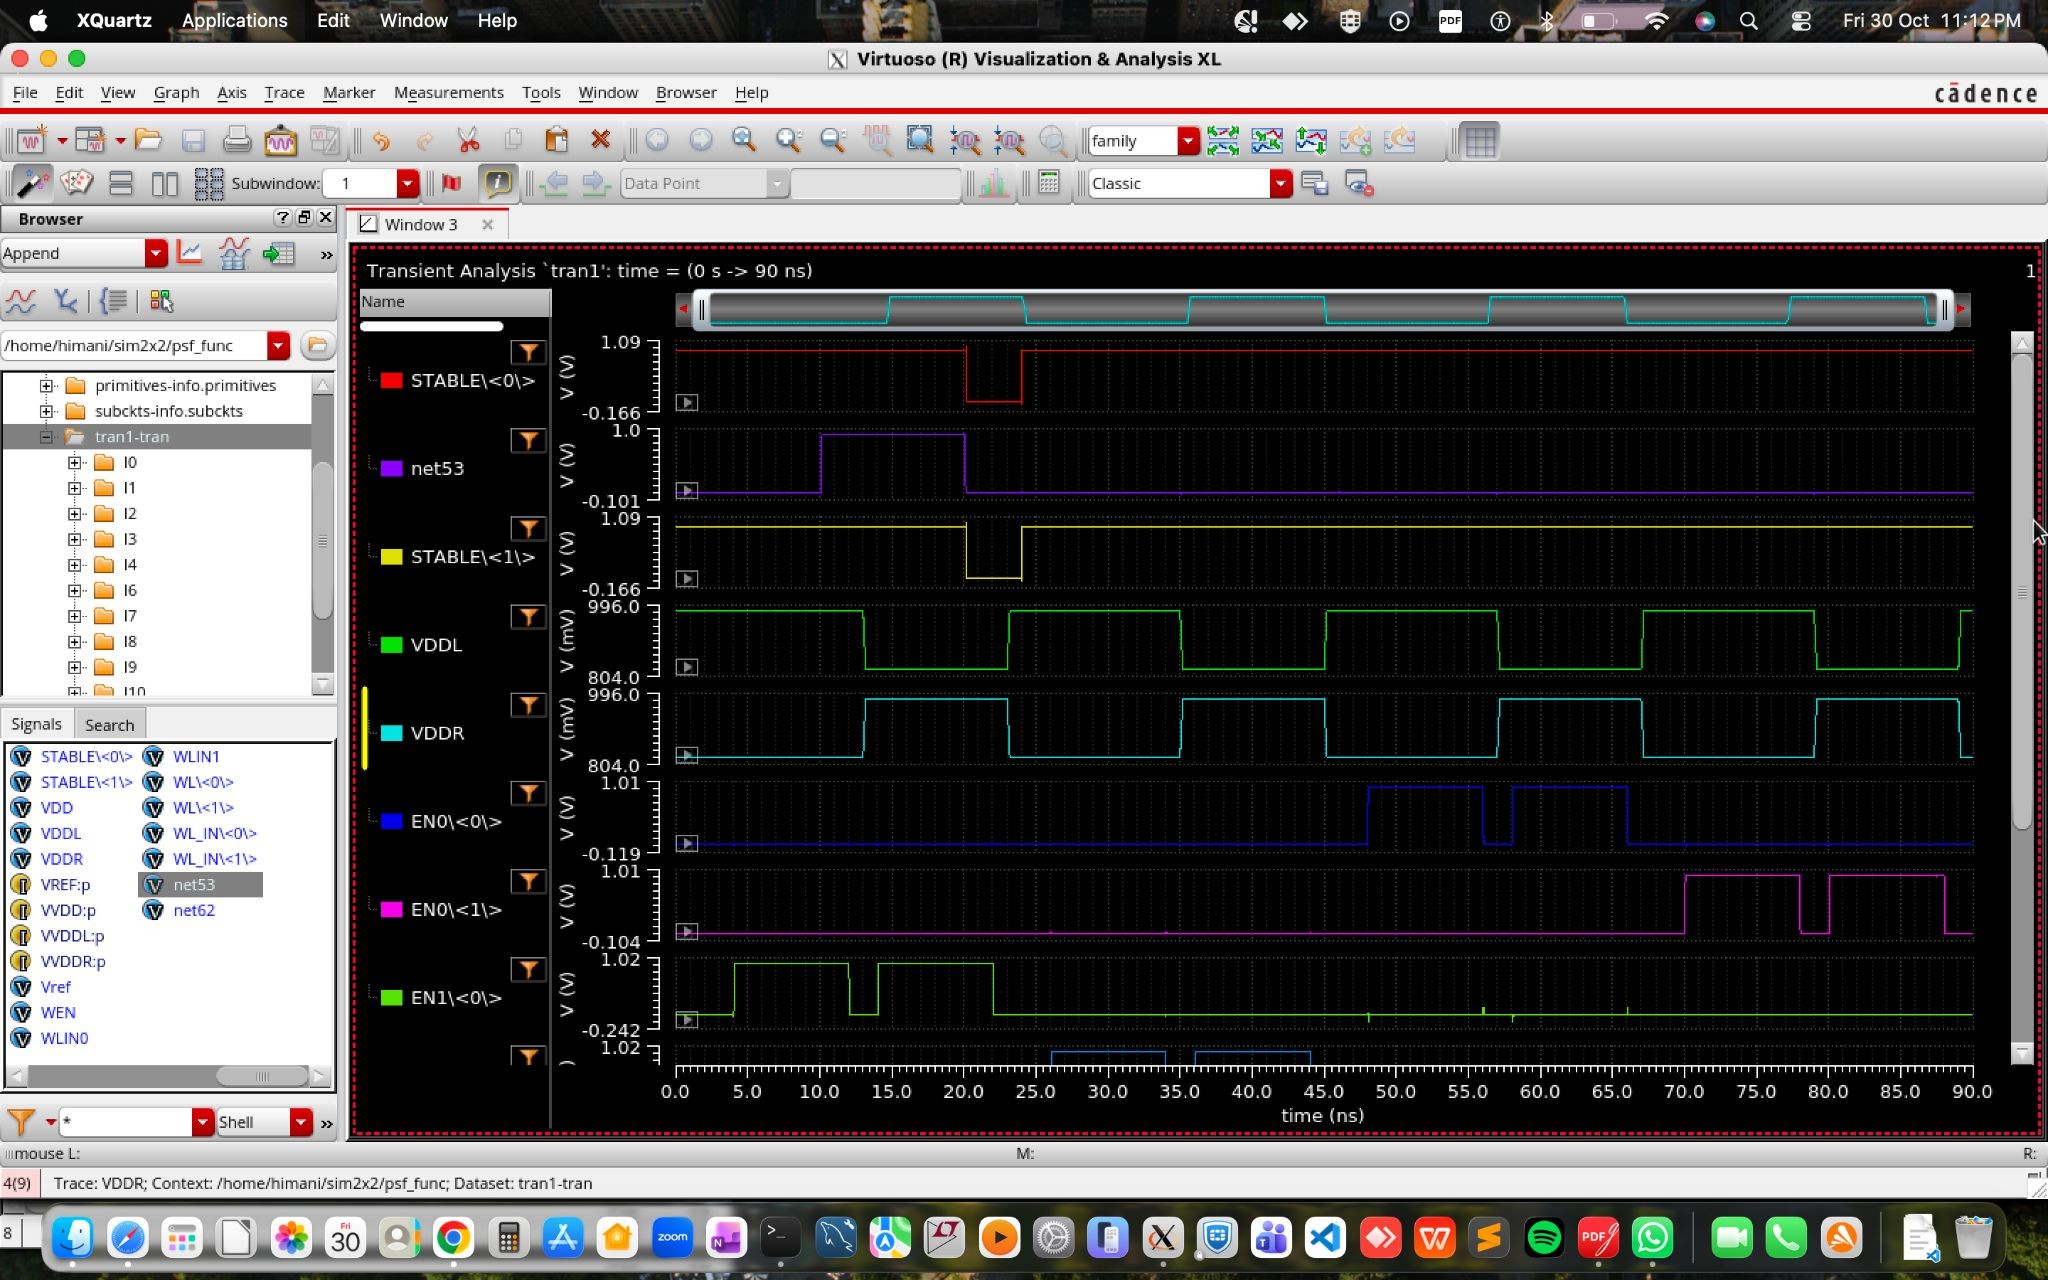 XQuartz Applications Edit Window Help
PDF
Fri 30 Oct 11:12 PM
X Virtuoso (R) Visualization & Analysis XL
File Edit View Graph Axis Trace Marker Measurements Tools Window Browser Help
cādence
family
Subwindow: 1 Data Point Classic
Browser
Window 3
Append
Transient Analysis `tran1': time = (0 s -> 90 ns)
1
Name
/home/himani/sim2x2/psf_func
primitives-info.primitives
subckts-info.subckts
tran1-tran
I0
I1
I2
I3
I4
I6
I7
I8
I9
I10
Signals Search
STABLE\<0\> WLIN1
STABLE\<1\> WL\<0\>
VDD WL\<1\>
VDDL WL_IN\<0\>
VDDR WL_IN\<1\>
VREF:p net53
VVDD:p net62
VVDDL:p
VVDDR:p
Vref
WEN
WLIN0
* Shell
STABLE\<0\>
V (V)
1.09
-0.166
net53
V (V)
1.0
-0.101
STABLE\<1\>
V (V)
1.09
-0.166
VDDL
V (mV)
996.0
804.0
VDDR
V (mV)
996.0
804.0
EN0\<0\>
V (V)
1.01
-0.119
EN0\<1\>
V (V)
1.01
-0.104
EN1\<0\>
V (V)
1.02
-0.242
1.02
0.0 5.0 10.0 15.0 20.0 25.0 30.0 35.0 40.0 45.0 50.0 55.0 60.0 65.0 70.0 75.0 80.0 85.0 90.0
time (ns)
mouse L: M: R:
4(9) Trace: VDDR; Context: /home/himani/sim2x2/psf_func; Dataset: tran1-tran
8
Fri
30
zoom
N
PDF